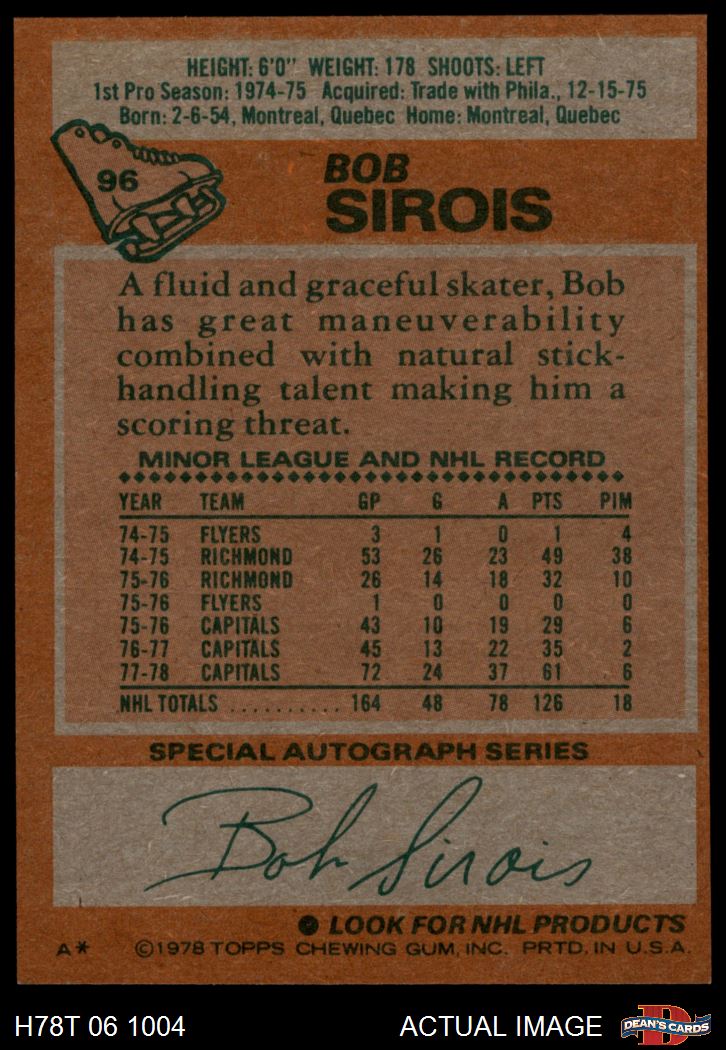 HEIGHT: 6'0" WEIGHT: 178 SHOOTS: LEFT
1st Pro Season: 1974-75 Acquired: Trade with Phila., 12-15-75
Born: 2-6-54, Montreal, Quebec Home: Montreal, Quebec
96
BOB
SIROIS
A fluid and graceful skater, Bob
has great maneuverability
combined with natural stick-
handling talent making him a
scoring threat.
MINOR LEAGUE AND NHL RECORD
YEAR TEAM GP G A PTS PIM
74-75 FLYERS 3 1 0 1 4
74-75 RICHMOND 53 26 23 49 38
75-76 RICHMOND 26 14 18 32 10
75-76 FLYERS 1 0 0 0 0
75-76 CAPITALS 43 10 19 29 6
76-77 CAPITALS 45 13 22 35 2
77-78 CAPITALS 72 24 37 61 6
NHL TOTALS .......... 164 48 78 126 18
SPECIAL AUTOGRAPH SERIES
Bob Sirois
LOOK FOR NHL PRODUCTS
A* ©1978 TOPPS CHEWING GUM, INC. PRTD. IN U.S.A.
H78T 06 1004 ACTUAL IMAGE D DEAN'S CARDS